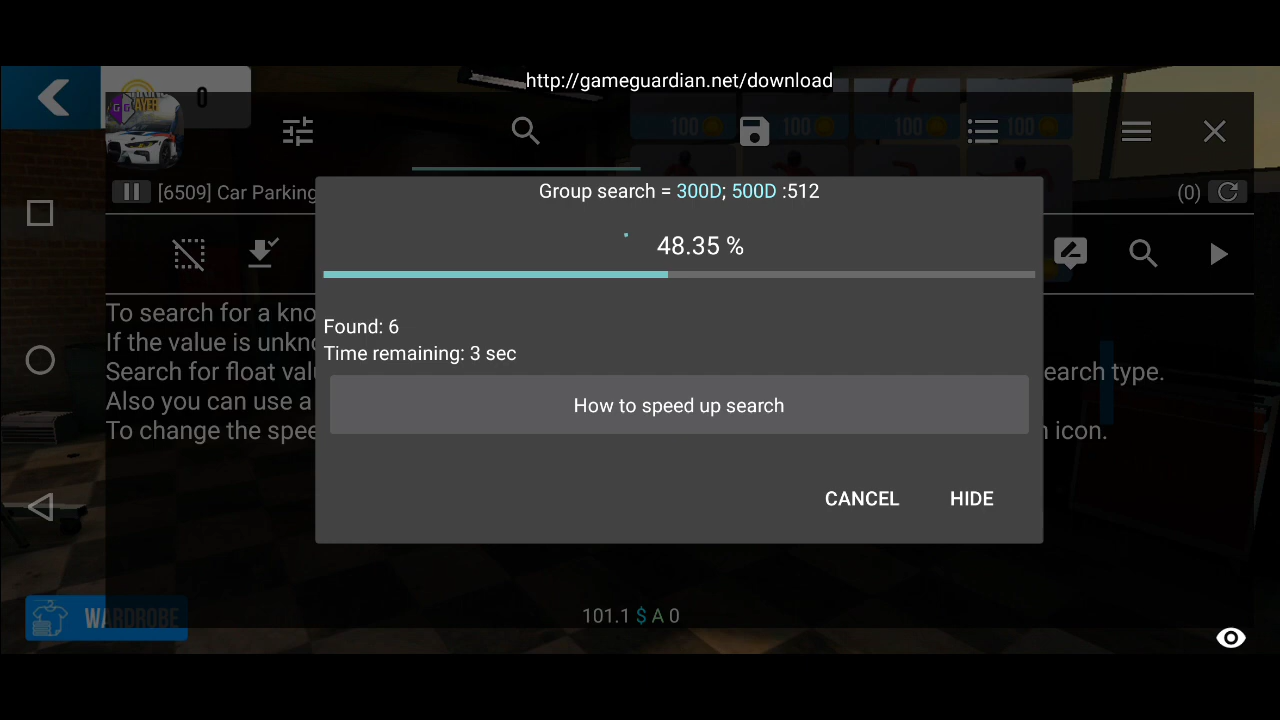 http://gameguardian.net/download
0
100 100 100 100
[6509] Car Parking
(0)
Group search = 300D; 500D :512
48.35 %
To search for a kno
If the value is unkn
Search for float valu
earch type.
Also you can use a
To change the spee
n icon.
Found: 6
Time remaining: 3 sec
How to speed up search
CANCEL HIDE
WARDROBE
101.1 $ A 0